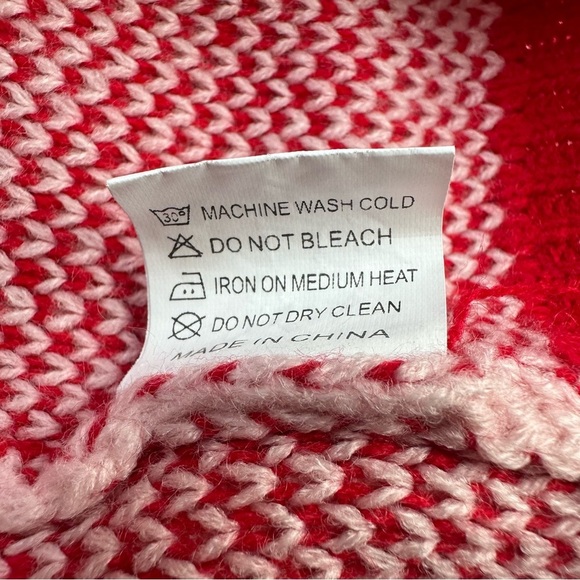 30° MACHINE WASH COLD
DO NOT BLEACH
IRON ON MEDIUM HEAT
DO NOT DRY CLEAN
MADE IN CHINA